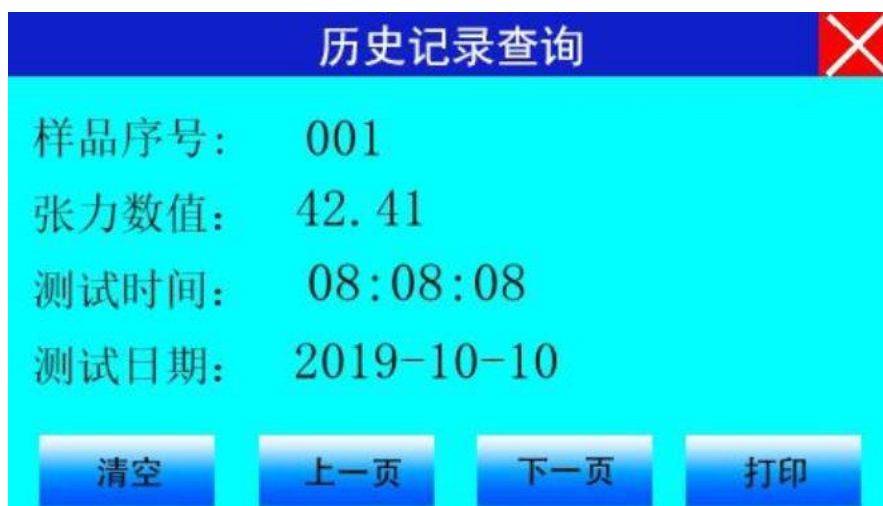 历史记录查询
样品序号: 001
张力数值: 42.41
测试时间: 08:08:08
测试日期: 2019-10-10
清空 上一页 下一页 打印